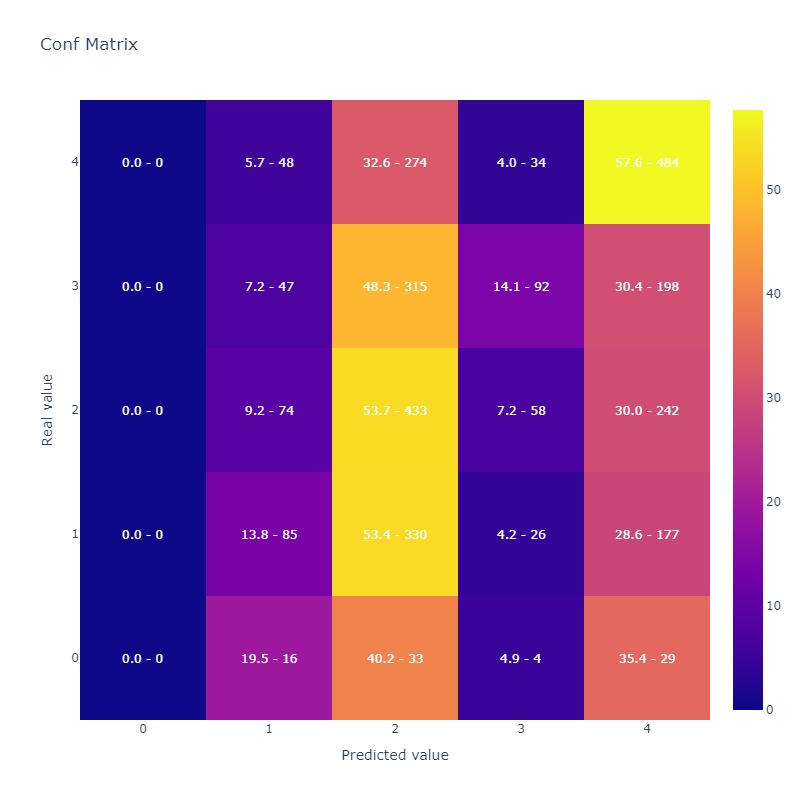 Conf Matrix
4 0.0 - 0 5.7 - 48 32.6 - 274 4.0 - 34 57.6 - 484
3 0.0 - 0 7.2 - 47 48.3 - 315 14.1 - 92 30.4 - 198
2 0.0 - 0 9.2 - 74 53.7 - 433 7.2 - 58 30.0 - 242
1 0.0 - 0 13.8 - 85 53.4 - 330 4.2 - 26 28.6 - 177
0 0.0 - 0 19.5 - 16 40.2 - 33 4.9 - 4 35.4 - 29
0 1 2 3 4
Predicted value
Real value
50
40
30
20
10
0